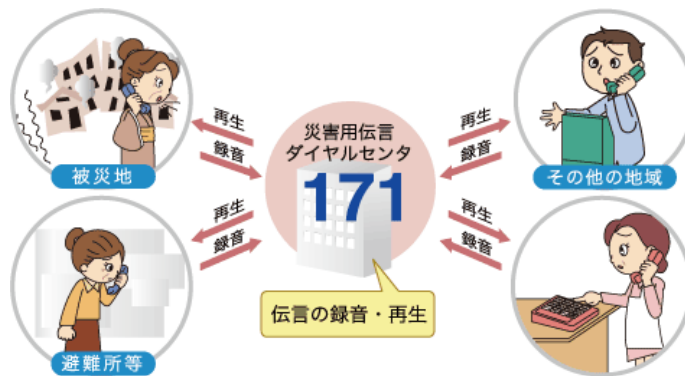 再生
録音
被災地
災害用伝言
ダイヤルセンタ
171
再生
録音
その他の地域
再生
録音
避難所等
伝言の録音・再生
再生
録音